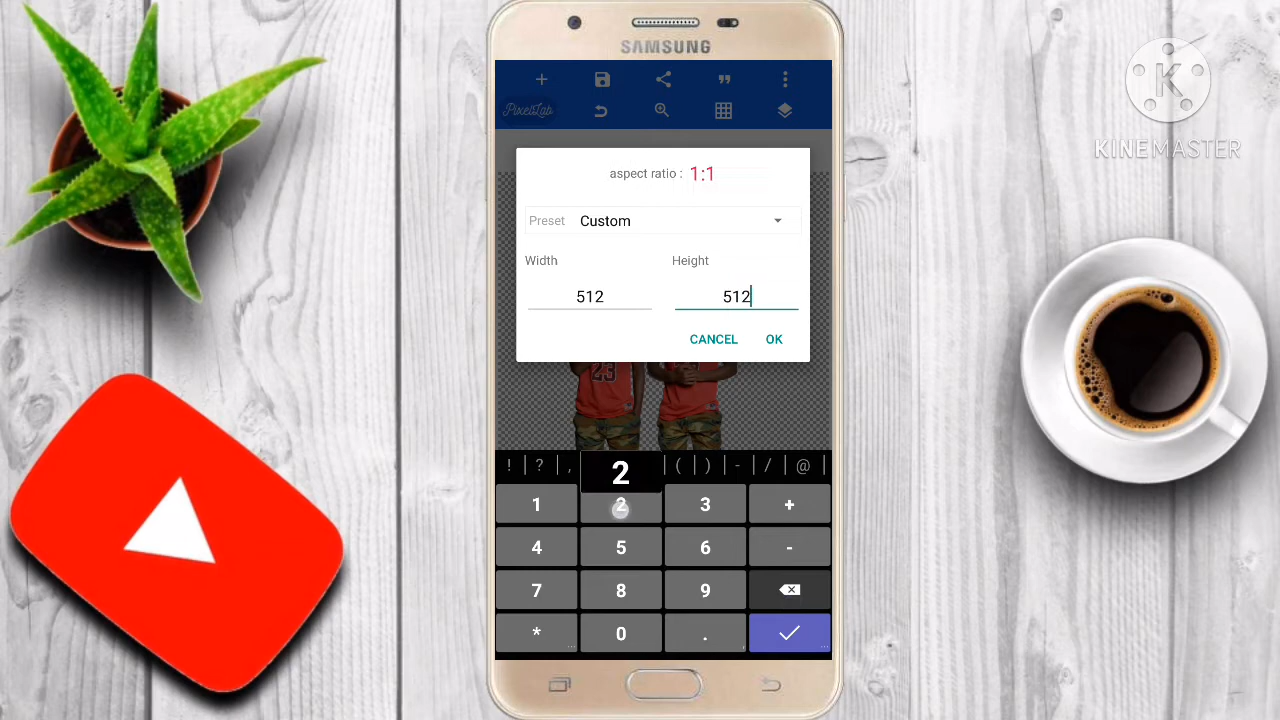 SAMSUNG
PixelLab
KINEMASTER
K
aspect ratio : 1:1
Preset Custom
Width Height
512 512
CANCEL OK
23
! | ? | , 2 | ( | ) | - | / | @ |
1 2 3 +
4 5 6 -
7 8 9
* 0 .